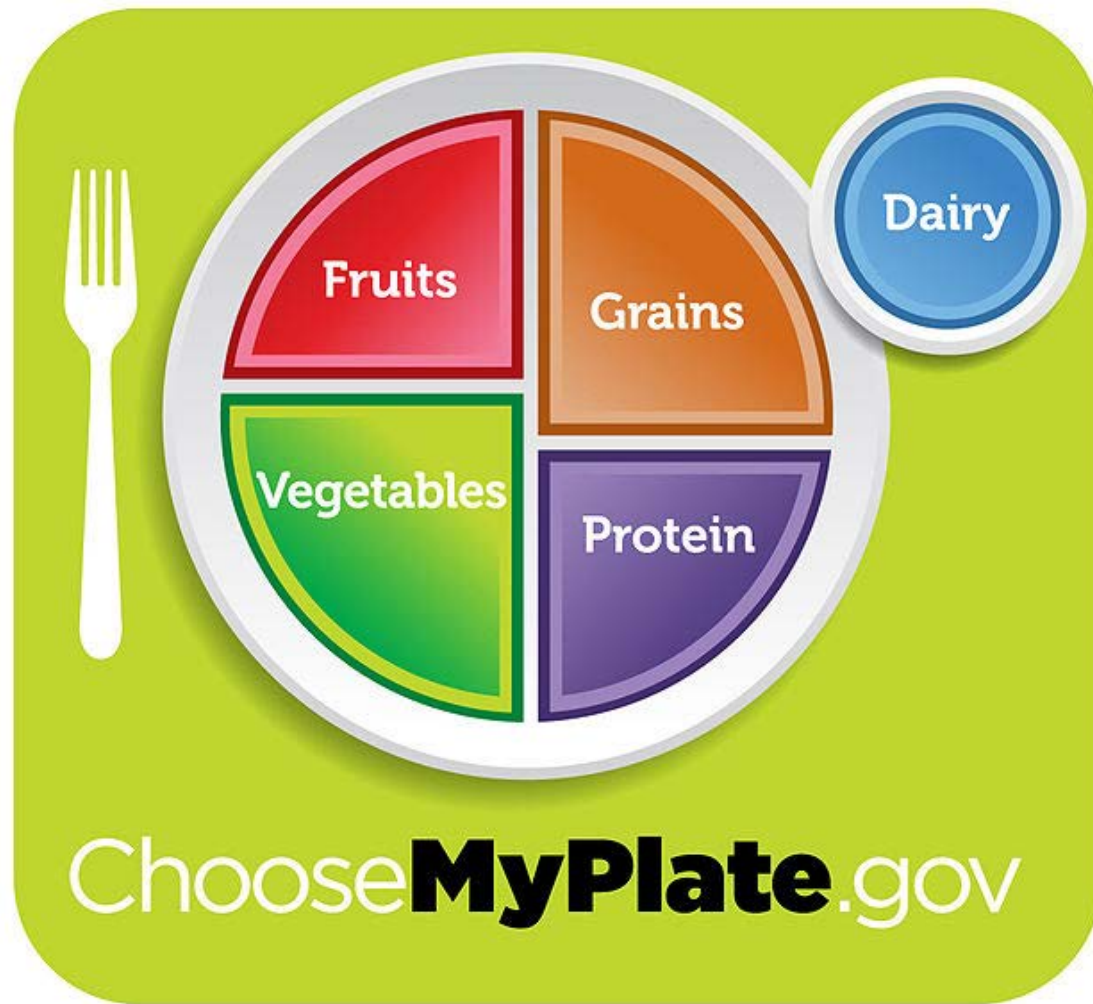 Dairy
Fruits
Grains
Vegetables
Protein
ChooseMyPlate.gov